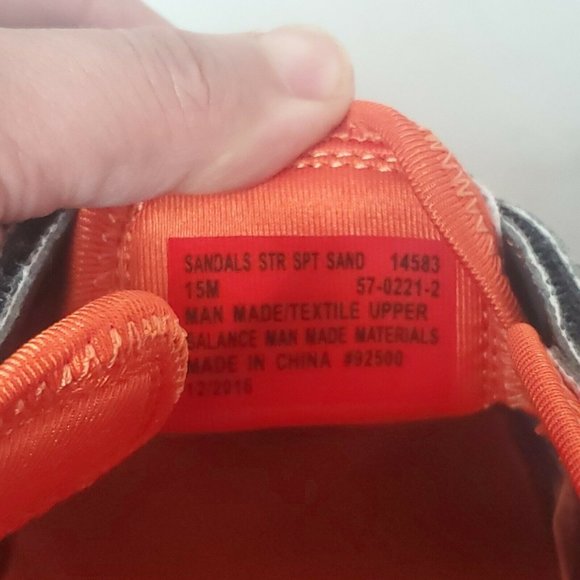 SANDALS STR SPT SAND 14583
15M 57-0221-2
MAN MADE/TEXTILE UPPER
BALANCE MAN MADE MATERIALS
MADE IN CHINA #92500
12/2016